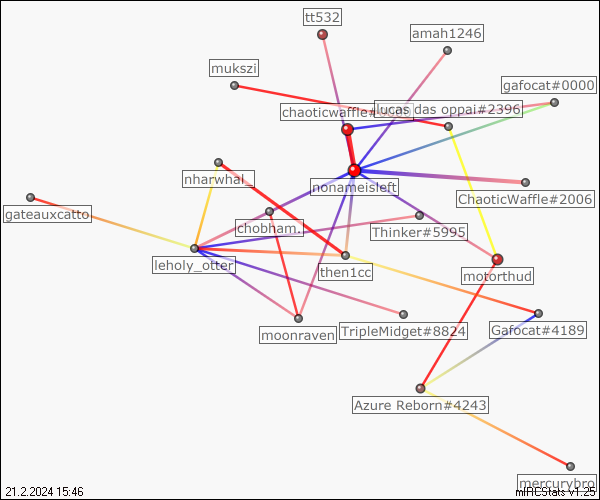 tt532
amah1246
mukszi
gafocat#0000
lucas das oppai#2396
nharwhal_
nonameisleft
ChaoticWaffle#2006
gateauxcatto
chobham.
Thinker#5995
leholy_otter
then1cc
motorthud
moonraven
TripleMidget#8824
Gafocat#4189
Azure Reborn#4243
mercurybro
21.2.2024 15:46
mIRCStats v1.25